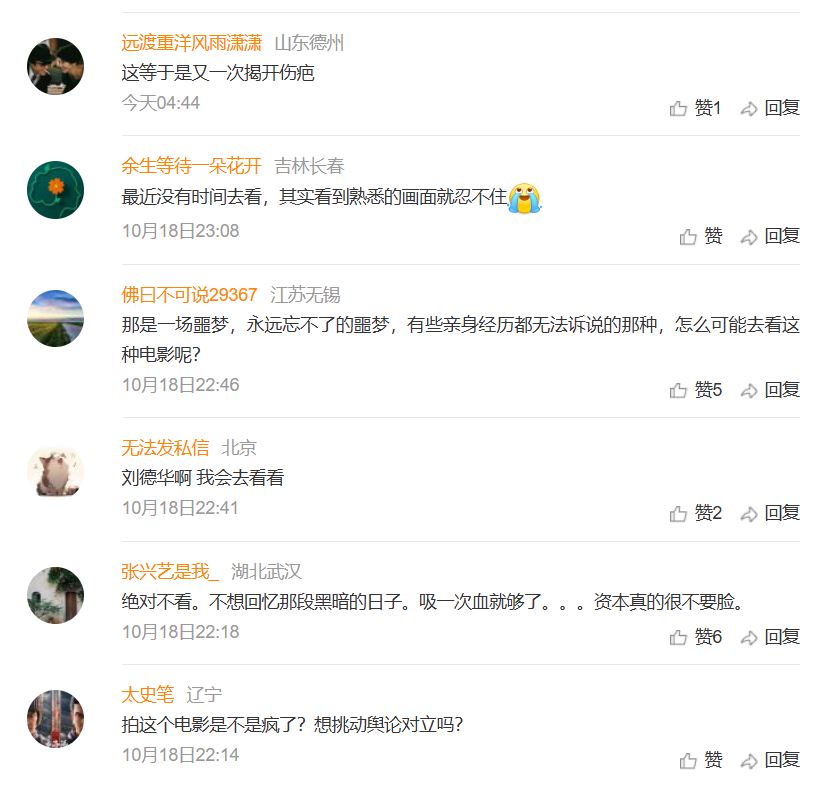 远渡重洋风雨潇潇 山东德州
这等于是又一次揭开伤疤
今天04:44
赞1 回复
余生等待一朵花开 吉林长春
最近没有时间去看，其实看到熟悉的画面就忍不住
10月18日23:08
赞 回复
佛曰不可说29367 江苏无锡
那是一场噩梦，永远忘不了的噩梦，有些亲身经历都无法诉说的那种，怎么可能去看这
种电影呢？
10月18日22:46
赞5 回复
无法发私信 北京
刘德华啊 我会去看看
10月18日22:41
赞2 回复
张兴艺是我_ 湖北武汉
绝对不看。不想回忆那段黑暗的日子。吸一次血就够了。。。资本真的很不要脸。
10月18日22:18
赞6 回复
太史笔 辽宁
拍这个电影是不是疯了？想挑动舆论对立吗？
10月18日22:14
赞 回复